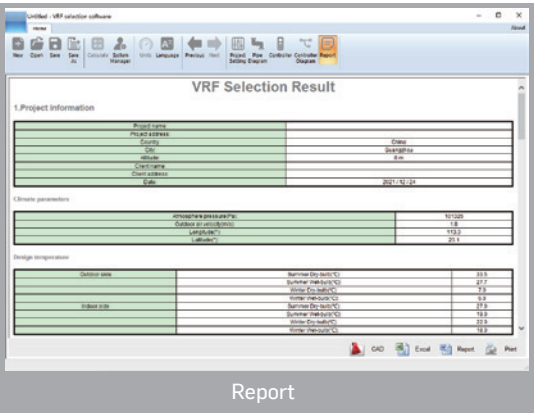 Untitled - VRF selection software
Home
About
New Open Save Save As Calculate System Manager Units Language Previous Next Project Setting Pipe Diagram Controller Controller Diagram Report
VRF Selection Result
1.Project information
Project name:
Project address:
Country: China
City: Guangzhou
Altitude: 0 m
Client name:
Client address:
Date: 2021 / 12 / 24
Climate parameters
Atmosphere pressure(Pa): 101325
Outdoor air velocity(m/s): 1.8
Longitude(°): 113.3
Latitude(°): 23.1
Design temperature
Outdoor side Summer Dry-bulb(°C): 33.5
Summer Wet-bulb(°C): 27.7
Winter Dry-bulb(°C): 7.0
Winter Wet-bulb(°C):
Indoor side Summer Dry-bulb(°C): 27.0
Summer Wet-bulb(°C): 19.0
Winter Dry-bulb(°C): 20.0
Winter Wet-bulb(°C):
CAD Excel Report Print
Report